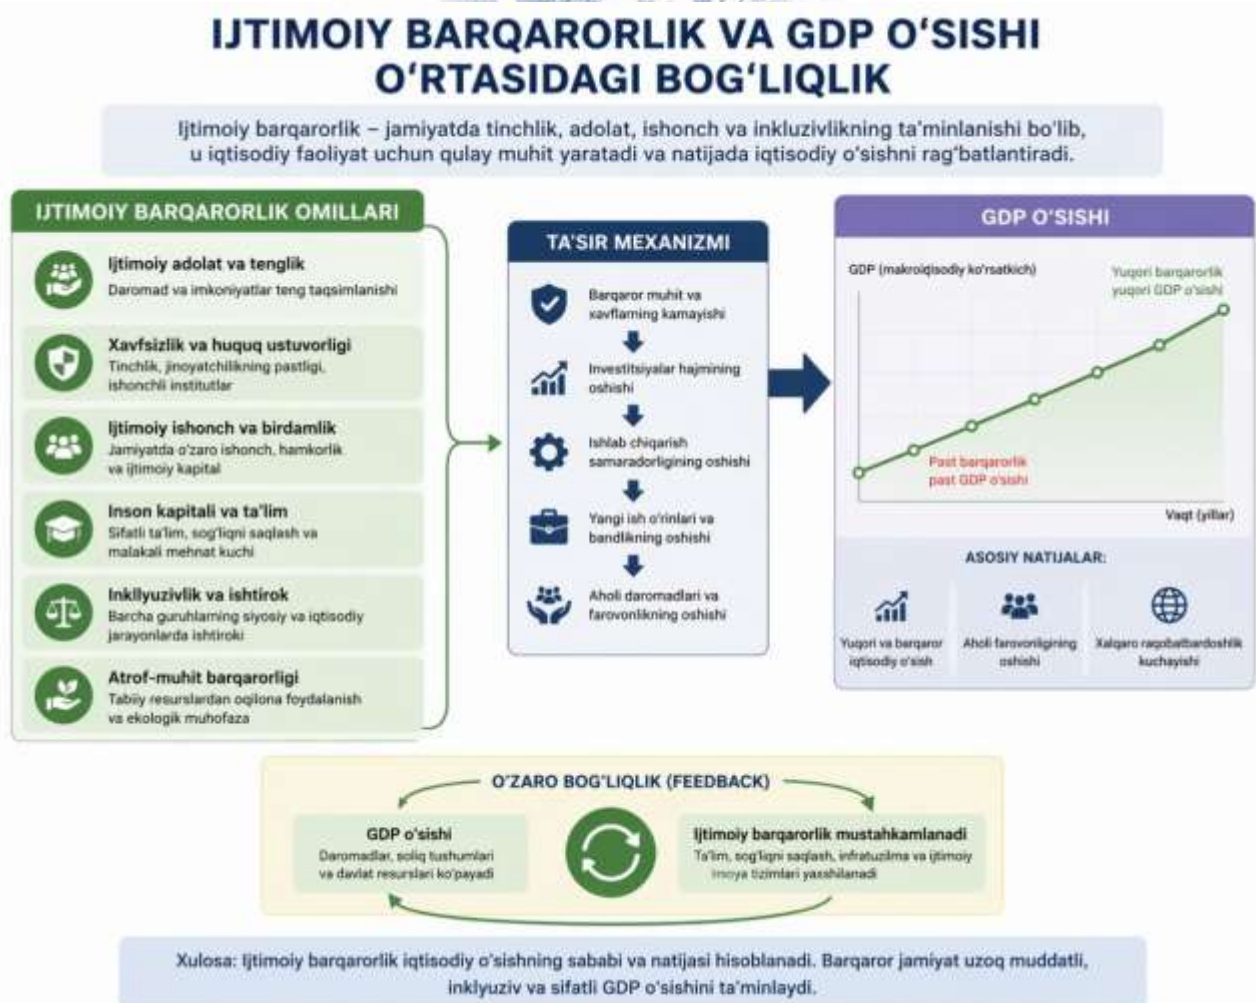 IJTIMOIY BARQARORLIK VA GDP O‘SISHI
O‘RTASIDAGI BOG‘LIQLIK
Ijtimoiy barqarorlik – jamiyatda tinchlik, adolat, ishonch va inkluzivlikning ta'minlanishi bo'lib,
u iqtisodiy faoliyat uchun qulay muhit yaratadi va natijada iqtisodiy o'sishni rag'batlantiradi.
IJTIMOIY BARQARORLIK OMILLARI
Ijtimoiy adolat va tenglik
Daromad va imkoniyatlar teng taqsimlanishi
Xavfsizlik va huquq ustuvorligi
Tinchlik, jinoyatchilikning pastligi,
ishonchli institutlar
Ijtimoiy ishonch va birdamlik
Jamiyatda o'zaro ishonch, hamkorlik
va ijtimoiy kapital
Inson kapitali va ta'lim
Sifatli ta'lim, sog'liqni saqlash va
malakali mehnat kuchi
Inkllyuzivlik va ishtirok
Barcha guruhlarning siyosiy va iqtisodiy
jarayonlarda ishtiroki
Atrof-muhit barqarorligi
Tabiiy resurslardan oqilona foydalanish
va ekologik muhofaza
TA'SIR MEXANIZMI
Barqaror muhit va
xavflarning kamayishi
Investitsiyalar hajmining
oshishi
Ishlab chiqarish
samaradorligining oshishi
Yangi ish o'rinlari va
bandlikning oshishi
Aholi daromadlari va
farovonlikning oshishi
GDP O'SISHI
GDP (makroiqisodiy ko'rsatkich)
Yuqori barqarorlik
yuqori GDP o'sishi
Past barqarorlik
past GDP o'sishi
Vaqt (yillar)
ASOSIY NATIJALAR:
Yuqori va barqaror
iqtisodiy o'sish
Aholi farovonligining
oshishi
Xalqaro raqobatbardoshlik
kuchayishi
O'ZARO BOG'LIQLIK (FEEDBACK)
GDP o'sishi
Daromadlar, soliq tushumlari
va davlat resurslari ko'payadi
Ijtimoiy barqarorlik mustahkamlanadi
Ta'lim, sog'liqni saqlash, infratuzilma va ijtimoiy
imoya tizimlari yaxshilanadi
Xulosa: Ijtimoiy barqarorlik iqtisodiy o'sishning sababi va natijasi hisoblanadi. Barqaror jamiyat uzoq muddatli,
inklyuziv va sifatli GDP o'sishini ta'minlaydi.